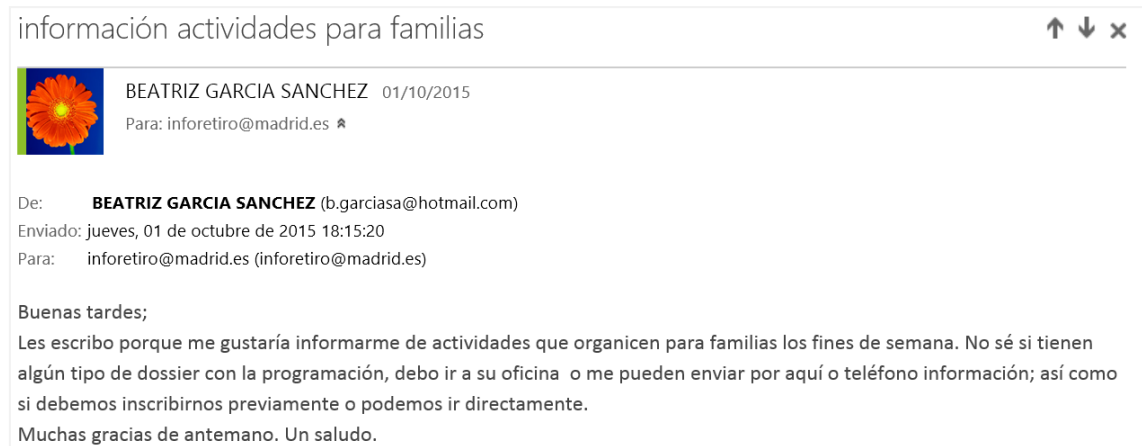 información actividades para familias
BEATRIZ GARCIA SANCHEZ 01/10/2015
Para: inforetiro@madrid.es
De: BEATRIZ GARCIA SANCHEZ (b.garciasa@hotmail.com)
Enviado: jueves, 01 de octubre de 2015 18:15:20
Para: inforetiro@madrid.es (inforetiro@madrid.es)
Buenas tardes;
Les escribo porque me gustaría informarme de actividades que organicen para familias los fines de semana. No sé si tienen
algún tipo de dossier con la programación, debo ir a su oficina o me pueden enviar por aquí o teléfono información; así como
si debemos inscribirnos previamente o podemos ir directamente.
Muchas gracias de antemano. Un saludo.